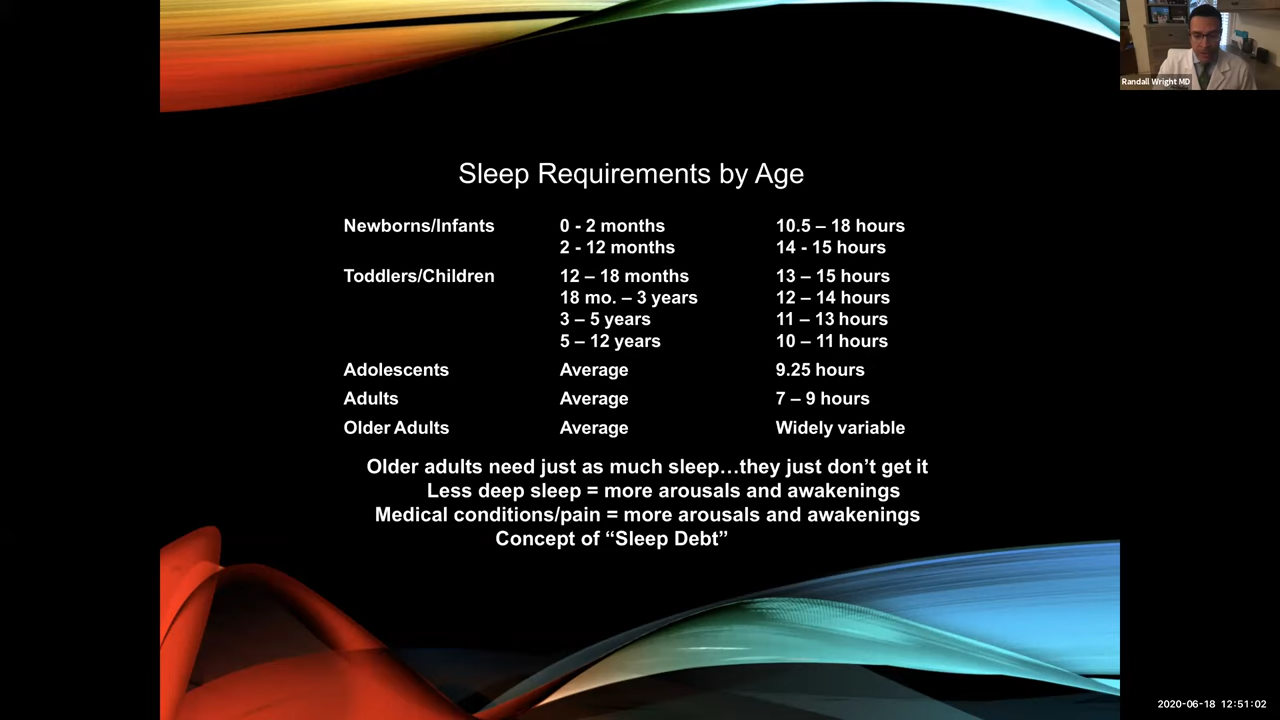 Randall Wright MD
Sleep Requirements by Age
Newborns/Infants 0 - 2 months 10.5 – 18 hours
2 - 12 months 14 - 15 hours
Toddlers/Children 12 – 18 months 13 – 15 hours
18 mo. – 3 years 12 – 14 hours
3 – 5 years 11 – 13 hours
5 – 12 years 10 – 11 hours
Adolescents Average 9.25 hours
Adults Average 7 – 9 hours
Older Adults Average Widely variable
Older adults need just as much sleep…they just don’t get it
Less deep sleep = more arousals and awakenings
Medical conditions/pain = more arousals and awakenings
Concept of “Sleep Debt”
2020-06-18 12:51:02